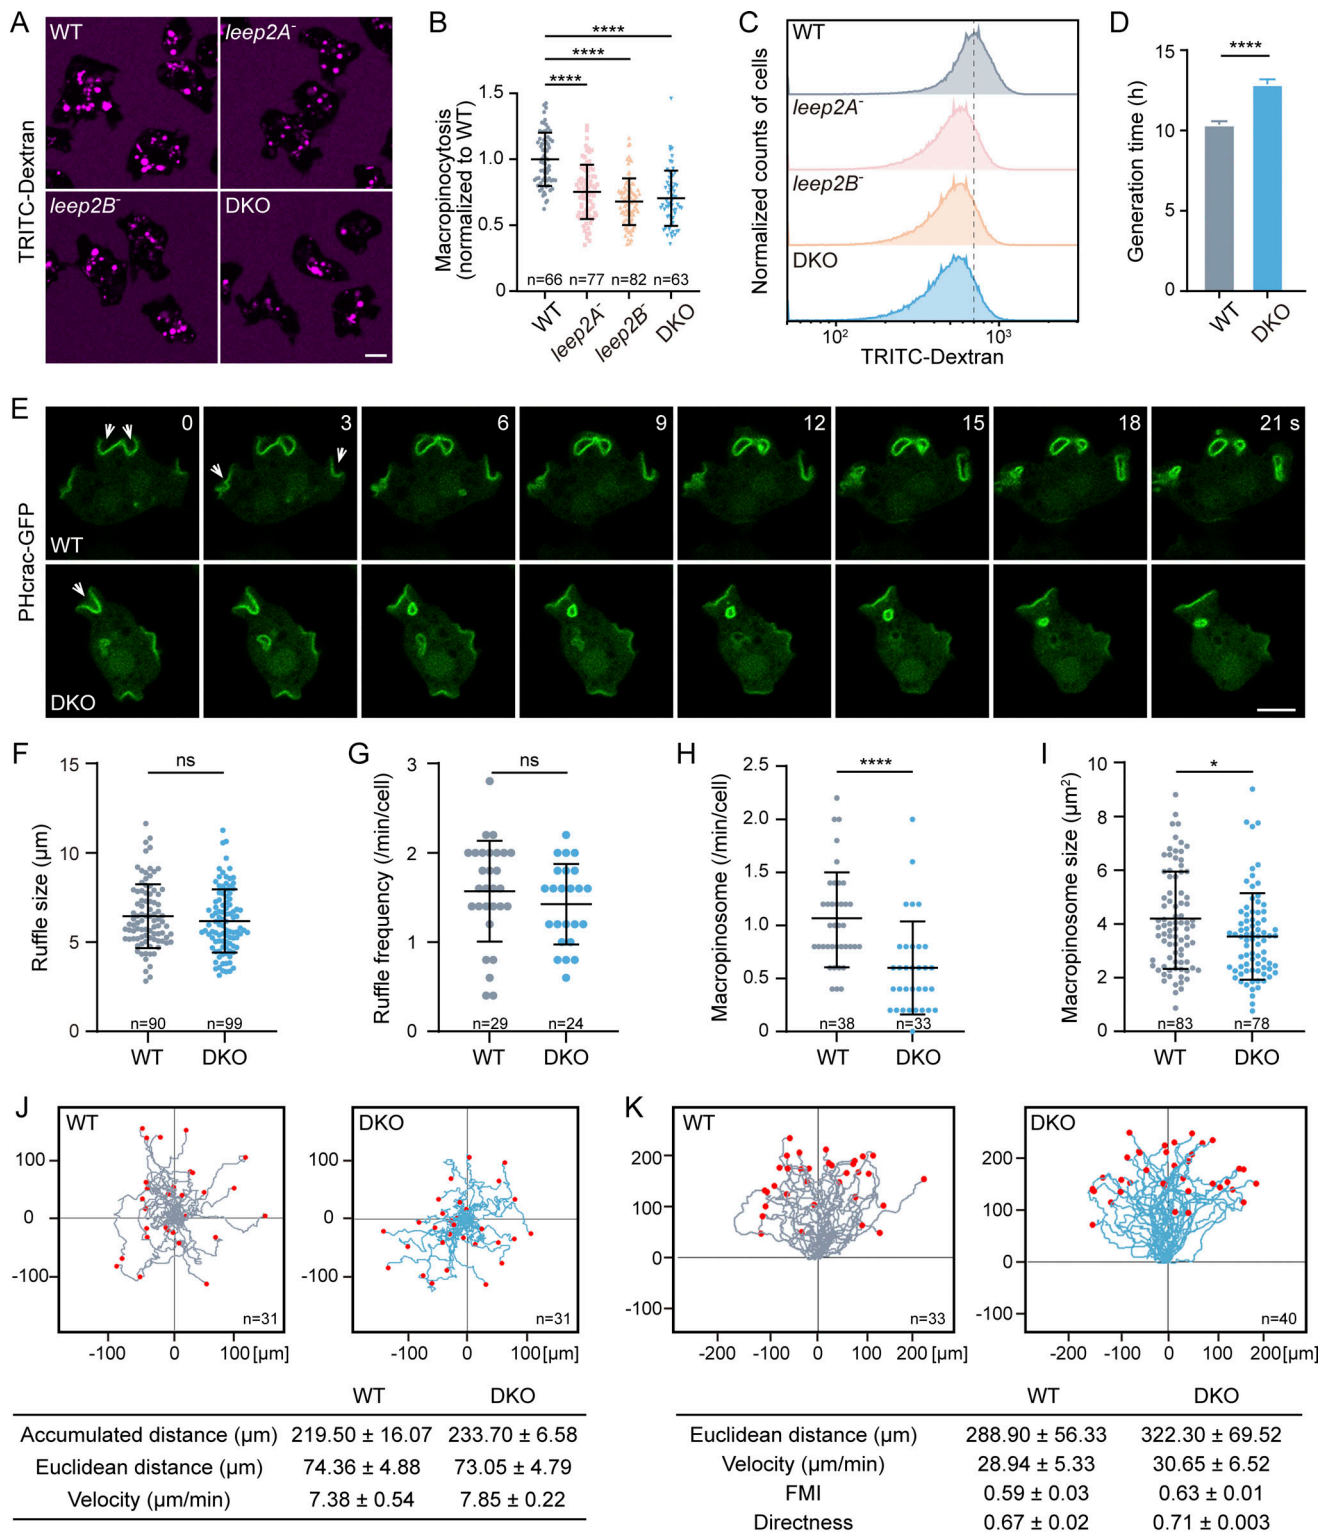 A
WT
leep2A-
leep2B-
DKO
TRITC-Dextran
B
****
****
****
Macropinocytosis
(normalized to WT)
1.5
1.0
0.5
0
n=66 n=77 n=82 n=63
WT
leep2A-
leep2B-
DKO
C
Normalized counts of cells
WT
leep2A-
leep2B-
DKO
10²
10³
TRITC-Dextran
D
Generation time (h)
****
15
10
5
0
WT
DKO
E
PHcrac-GFP
0
3
6
9
12
15
18
21 s
WT
DKO
F
Ruffle size (µm)
ns
15
10
5
0
n=90 n=99
WT DKO
G
Ruffle frequency (/min/cell)
ns
3
2
1
0
n=29 n=24
WT DKO
H
Macropinosome (/min/cell)
****
2.5
2.0
1.5
1.0
0.5
0
n=38 n=33
WT DKO
I
Macropinosome size (µm²)
*
10
8
6
4
2
0
n=83 n=78
WT DKO
J
WT
100
0
-100
n=31
-100 0 100 [µm]
DKO
100
0
-100
n=31
-100 0 100 [µm]
WT DKO
Accumulated distance (µm) 219.50 ± 16.07 233.70 ± 6.58
Euclidean distance (µm) 74.36 ± 4.88 73.05 ± 4.79
Velocity (µm/min) 7.38 ± 0.54 7.85 ± 0.22
K
WT
200
100
0
-100
n=33
-200 -100 0 100 200 [µm]
DKO
200
100
0
-100
n=40
-200 -100 0 100 200 [µm]
WT DKO
Euclidean distance (µm) 288.90 ± 56.33 322.30 ± 69.52
Velocity (µm/min) 28.94 ± 5.33 30.65 ± 6.52
FMI 0.59 ± 0.03 0.63 ± 0.01
Directness 0.67 ± 0.02 0.71 ± 0.003